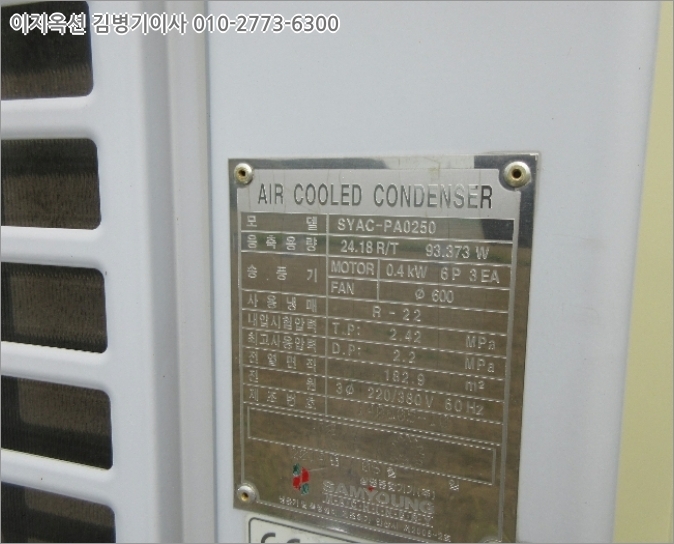 이지옥션 김병기이사 010-2773-6300
AIR COOLED CONDENSER
모 델 SYAC-PA0250
응축용량 24.18 R/T 93.373 W
송·풍기 MOTOR 0.4 kW 6 P 3 EA
FAN Ø 600
사용냉매 R - 22
내압시험압력 T.P: 2.42 MPa
최고사용압력 D.P: 2.2 MPa
전열면적 162.9 m²
전 원 3Ø 220/380V 60Hz
제조번호
SAMYOUNG